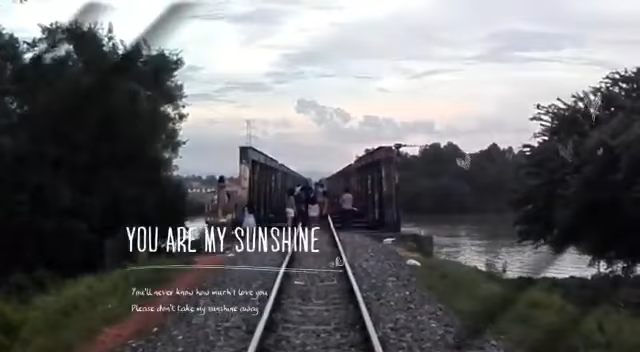 YOU ARE MY SUNSHINE
You'll never know how much I love you
Please don't take my sunshine away